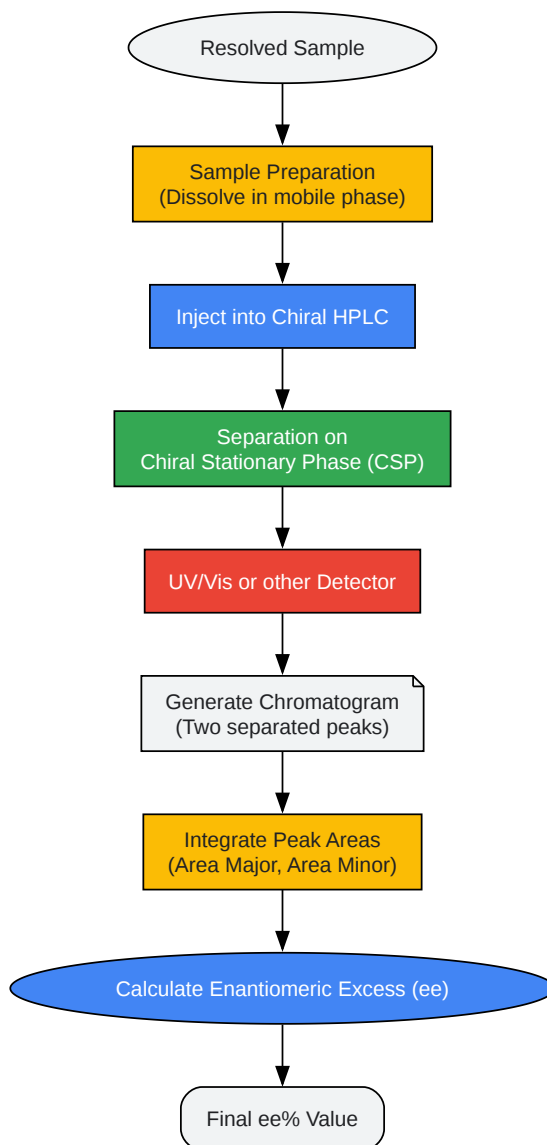 Resolved Sample
Sample Preparation
(Dissolve in mobile phase)
Inject into Chiral HPLC
Separation on
Chiral Stationary Phase (CSP)
UV/Vis or other Detector
Generate Chromatogram
(Two separated peaks)
Integrate Peak Areas
(Area Major, Area Minor)
Calculate Enantiomeric Excess (ee)
Final ee% Value